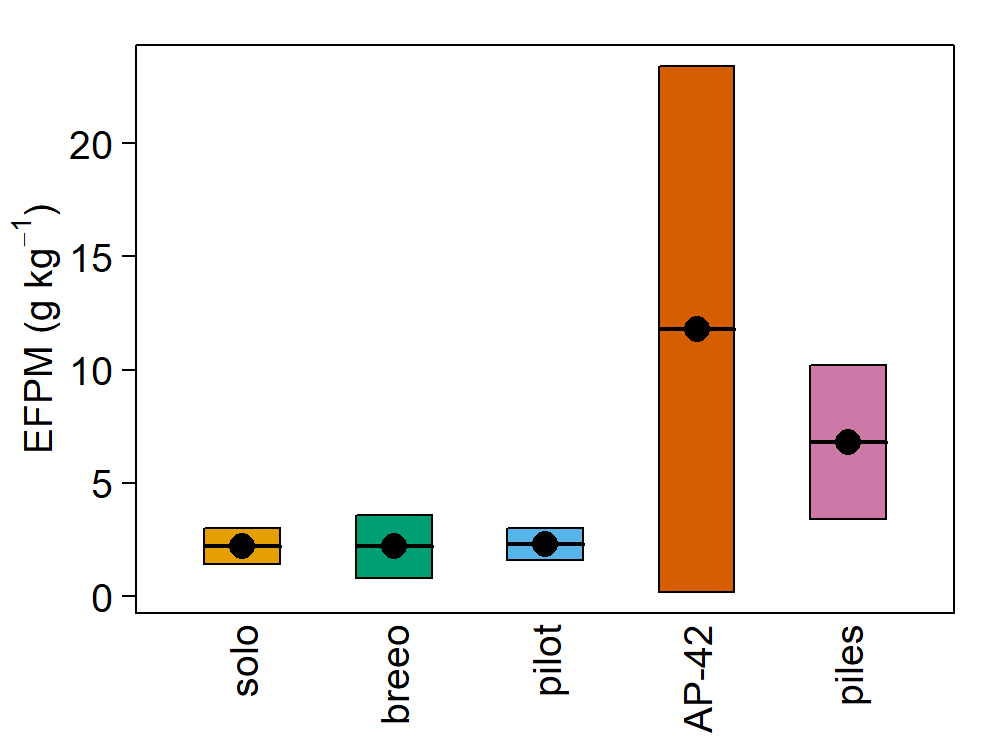 EFPM (g kg⁻¹)
20
15
10
5
0
solo
breeo
pilot
AP-42
piles